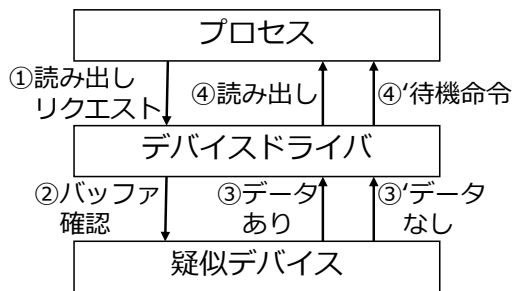 プロセス
①読み出し
リクエスト
④読み出し
④‘待機命令
デバイスドライバ
②バッファ
確認
③データ
あり
③‘データ
なし
疑似デバイス